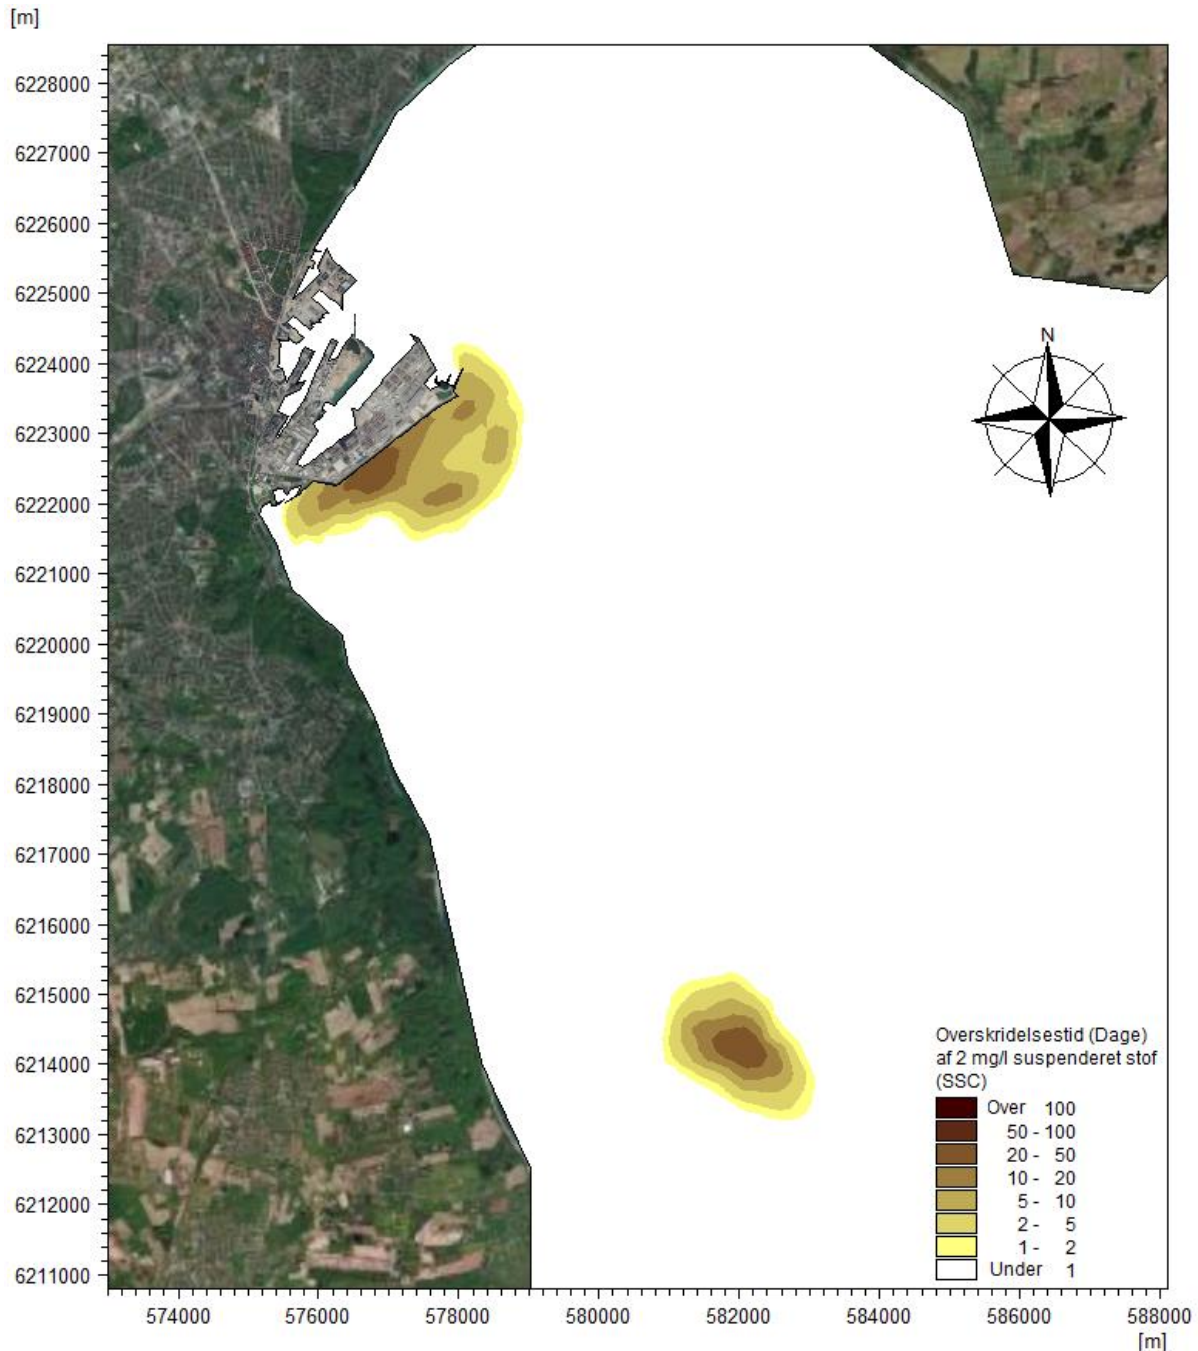 [m]
6228000
6227000
6226000
6225000
6224000
6223000
6222000
6221000
6220000
6219000
6218000
6217000
6216000
6215000
6214000
6213000
6212000
6211000
N
Overskridelsestid (Dage)
af 2 mg/l suspenderet stof
(SSC)
Over 100
50 - 100
20 - 50
10 - 20
5 - 10
2 - 5
1 - 2
Under 1
574000 576000 578000 580000 582000 584000 586000 588000
[m]